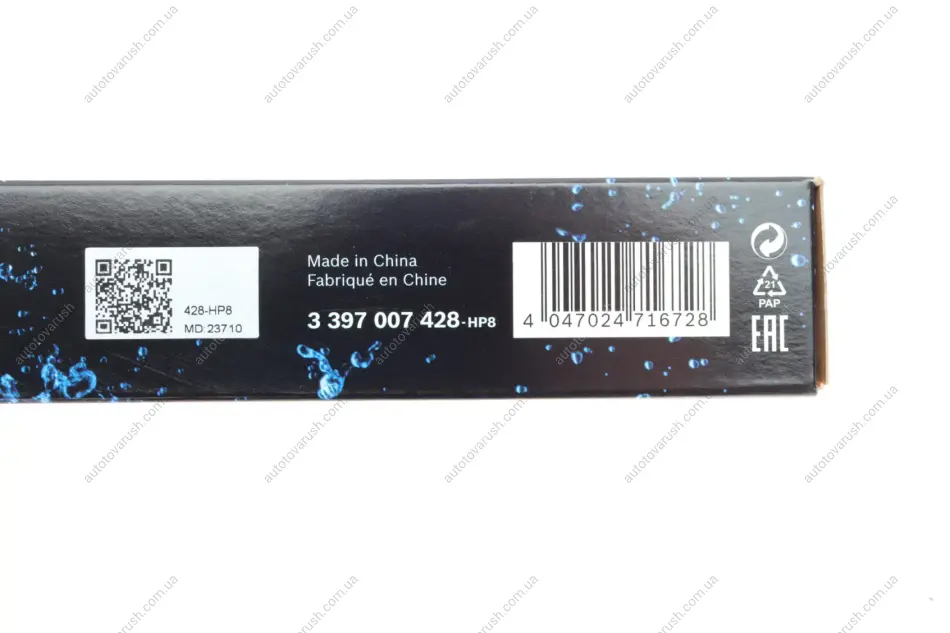 428-HP8
MD:23710
Made in China
Fabriqué en Chine
3 397 007 428-HP8
4 047024 716728
21
PAP
EAC
autotovarush.com.ua